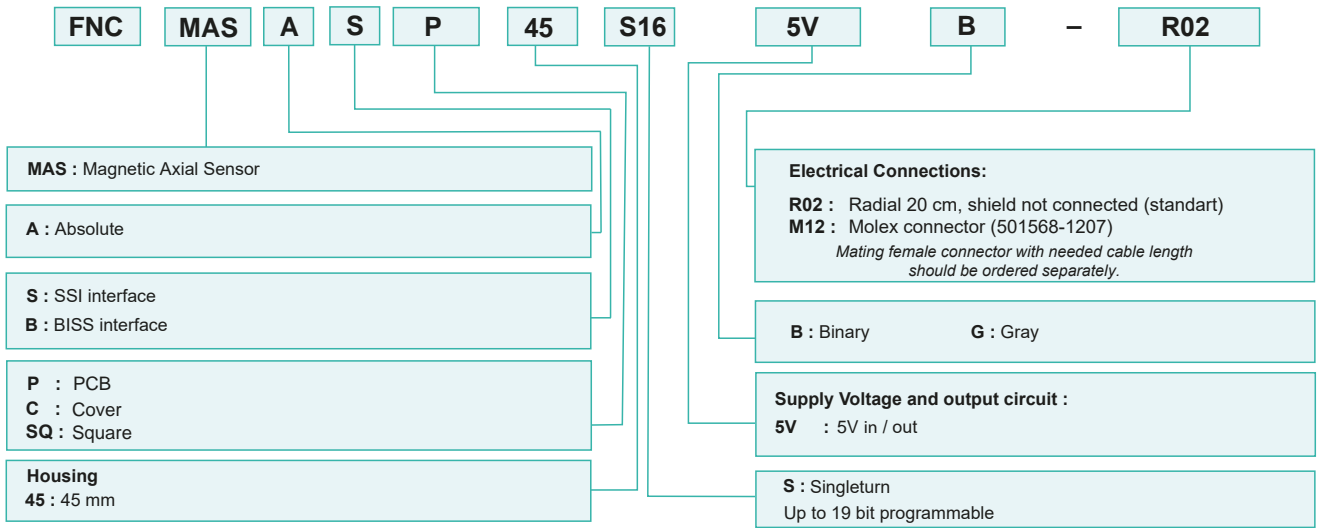 FNC MAS A S P 45 S16 5V B – R02
MAS : Magnetic Axial Sensor
A : Absolute
S : SSI interface
B : BISS interface
P : PCB
C : Cover
SQ : Square
Housing
45 : 45 mm
Electrical Connections:
R02 : Radial 20 cm, shield not connected (standart)
M12 : Molex connector (501568-1207)
Mating female connector with needed cable length
should be ordered separately.
B : Binary G : Gray
Supply Voltage and output circuit :
5V : 5V in / out
S : Singleturn
Up to 19 bit programmable